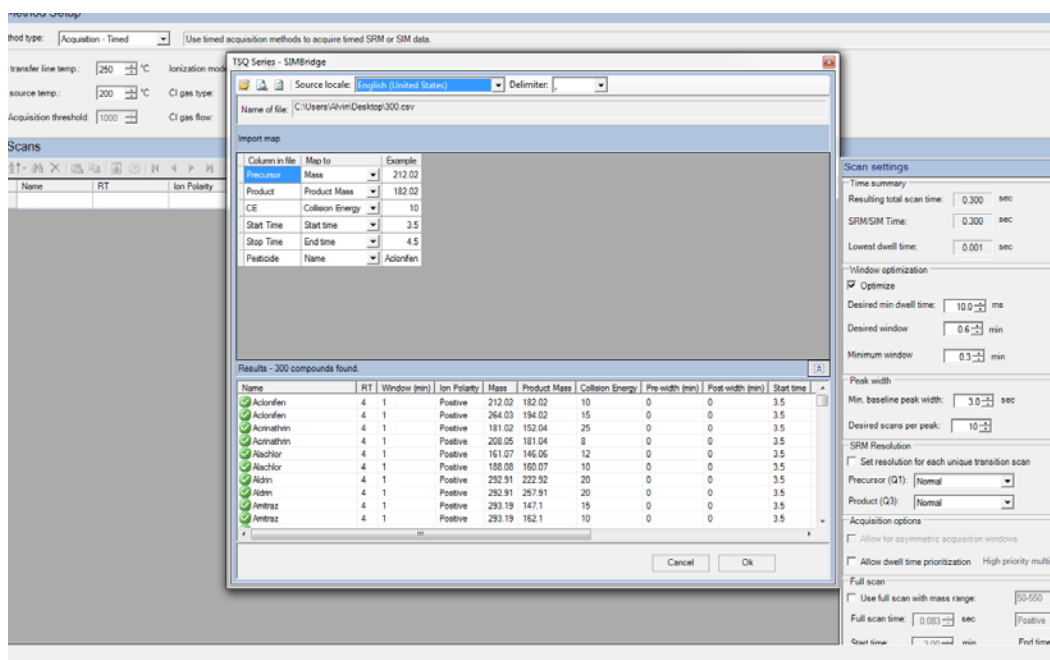 Method Setup
thod type: Acquisition - Timed Use timed acquisition methods to acquire timed SRM or SIM data.
transfer line temp.: 250 °C Ionization mod
source temp.: 200 °C CI gas type:
Acquisition threshold: 1000 CI gas flow:
Scans
Name RT Ion Polarity
TSQ Series - SIMBridge
Source locale: English (United States) Delimiter: ,
Name of file: C:\Users\Alvin\Desktop\300.csv
Import map
Column in file Map to Example
Precursor Mass 212.02
Product Product Mass 182.02
CE Collision Energy 10
Start Time Start time 3.5
Stop Time End time 4.5
Pesticide Name Aclonifen
Results - 300 compounds found.
Name RT Window (min) Ion Polarity Mass Product Mass Collision Energy Pre-width (min) Post-width (min) Start time
Aclonifen 4 1 Positive 212.02 182.02 10 0 0 3.5
Aclonifen 4 1 Positive 264.03 194.02 15 0 0 3.5
Acrinathrin 4 1 Positive 181.02 152.04 25 0 0 3.5
Acrinathrin 4 1 Positive 208.05 181.04 8 0 0 3.5
Alachlor 4 1 Positive 161.07 146.06 12 0 0 3.5
Alachlor 4 1 Positive 188.08 160.07 10 0 0 3.5
Aldrin 4 1 Positive 292.91 222.92 20 0 0 3.5
Aldrin 4 1 Positive 292.91 257.91 20 0 0 3.5
Amitraz 4 1 Positive 293.19 147.1 15 0 0 3.5
Amitraz 4 1 Positive 293.19 162.1 10 0 0 3.5
Cancel Ok
Scan settings
Time summary
Resulting total scan time: 0.300 sec
SRM/SIM Time: 0.300 sec
Lowest dwell time: 0.001 sec
Window optimization
Optimize
Desired min dwell time: 10.0 ms
Desired window 0.6 min
Minimum window 0.3 min
Peak width
Min. baseline peak width: 3.0 sec
Desired scans per peak: 10
SRM Resolution
Set resolution for each unique transition scan
Precursor (Q1): Normal
Product (Q3): Normal
Acquisition options
Allow for asymmetric acquisition windows
Allow dwell time prioritization High priority multi
Full scan
Use full scan with mass range: 50-550
Full scan time: 0.083 sec Positive
Start time: 3.00 min End time